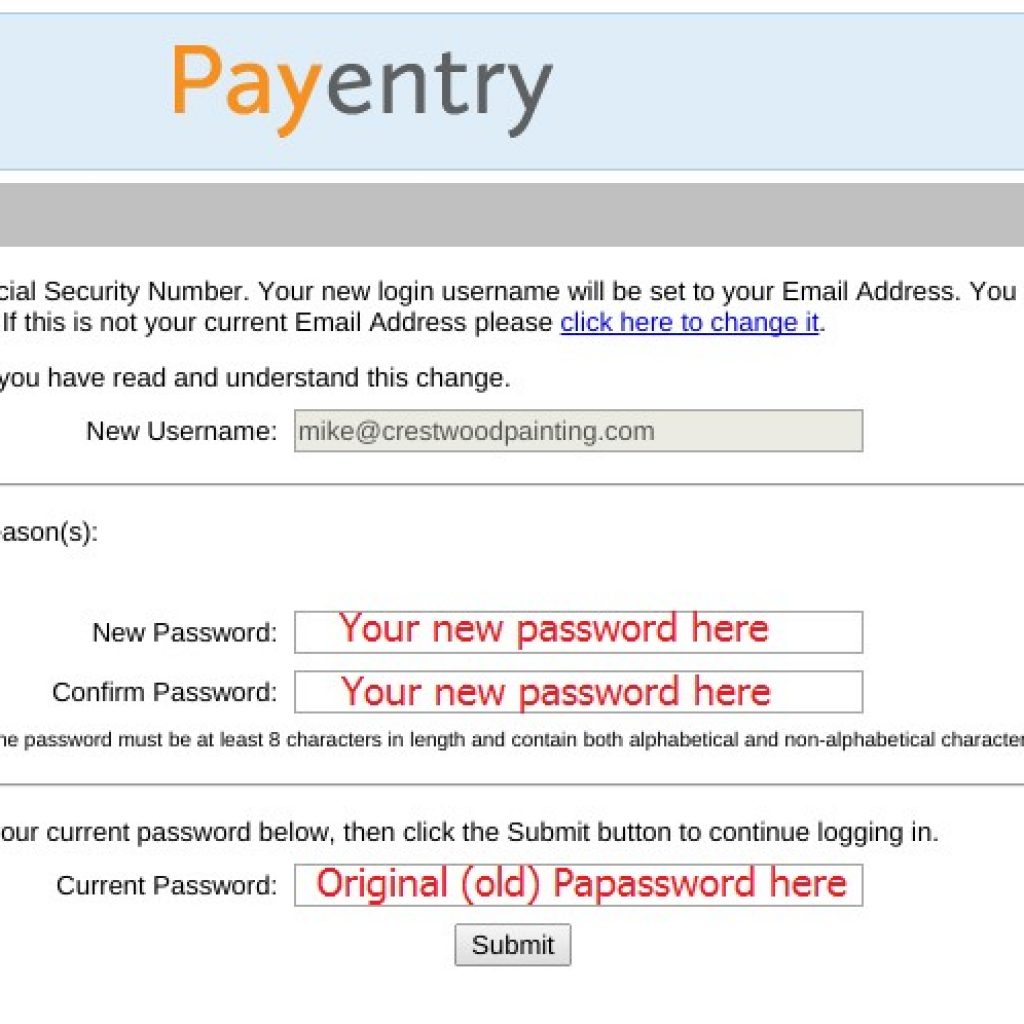 Payentry
cial Security Number. Your new login username will be set to your Email Address. You
If this is not your current Email Address please click here to change it.
you have read and understand this change.
New Username: mike@crestwoodpainting.com
ason(s):
New Password: Your new password here
Confirm Password: Your new password here
he password must be at least 8 characters in length and contain both alphabetical and non-alphabetical character
our current password below, then click the Submit button to continue logging in.
Current Password: Original (old) Papassword here
Submit